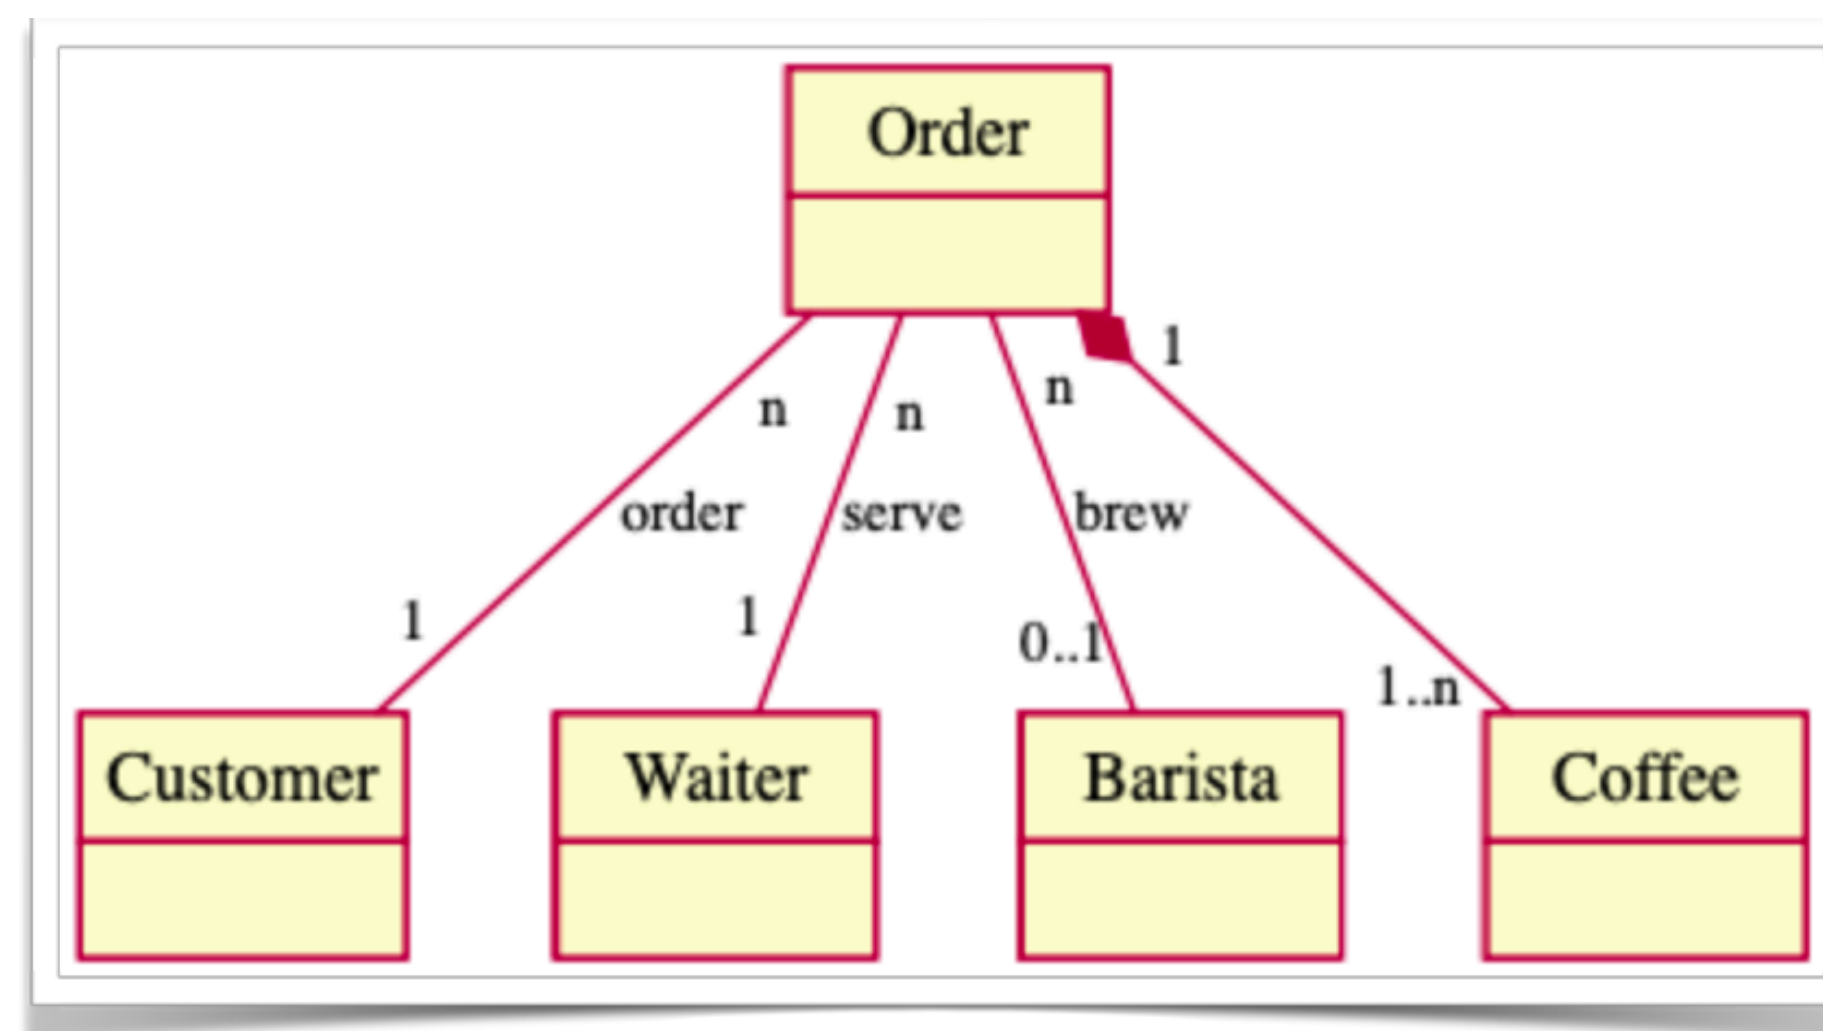 Order
1
n
n
n
order
serve
brew
1
1
0..1
1..n
Customer
Waiter
Barista
Coffee